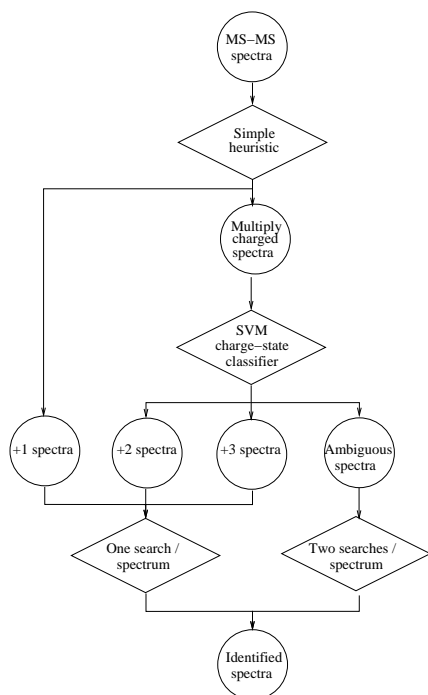 MS–MS
spectra
Simple
heuristic
Multiply
charged
spectra
SVM
charge–state
classifier
+1 spectra
+2 spectra
+3 spectra
Ambiguous
spectra
One search /
spectrum
Two searches /
spectrum
Identified
spectra